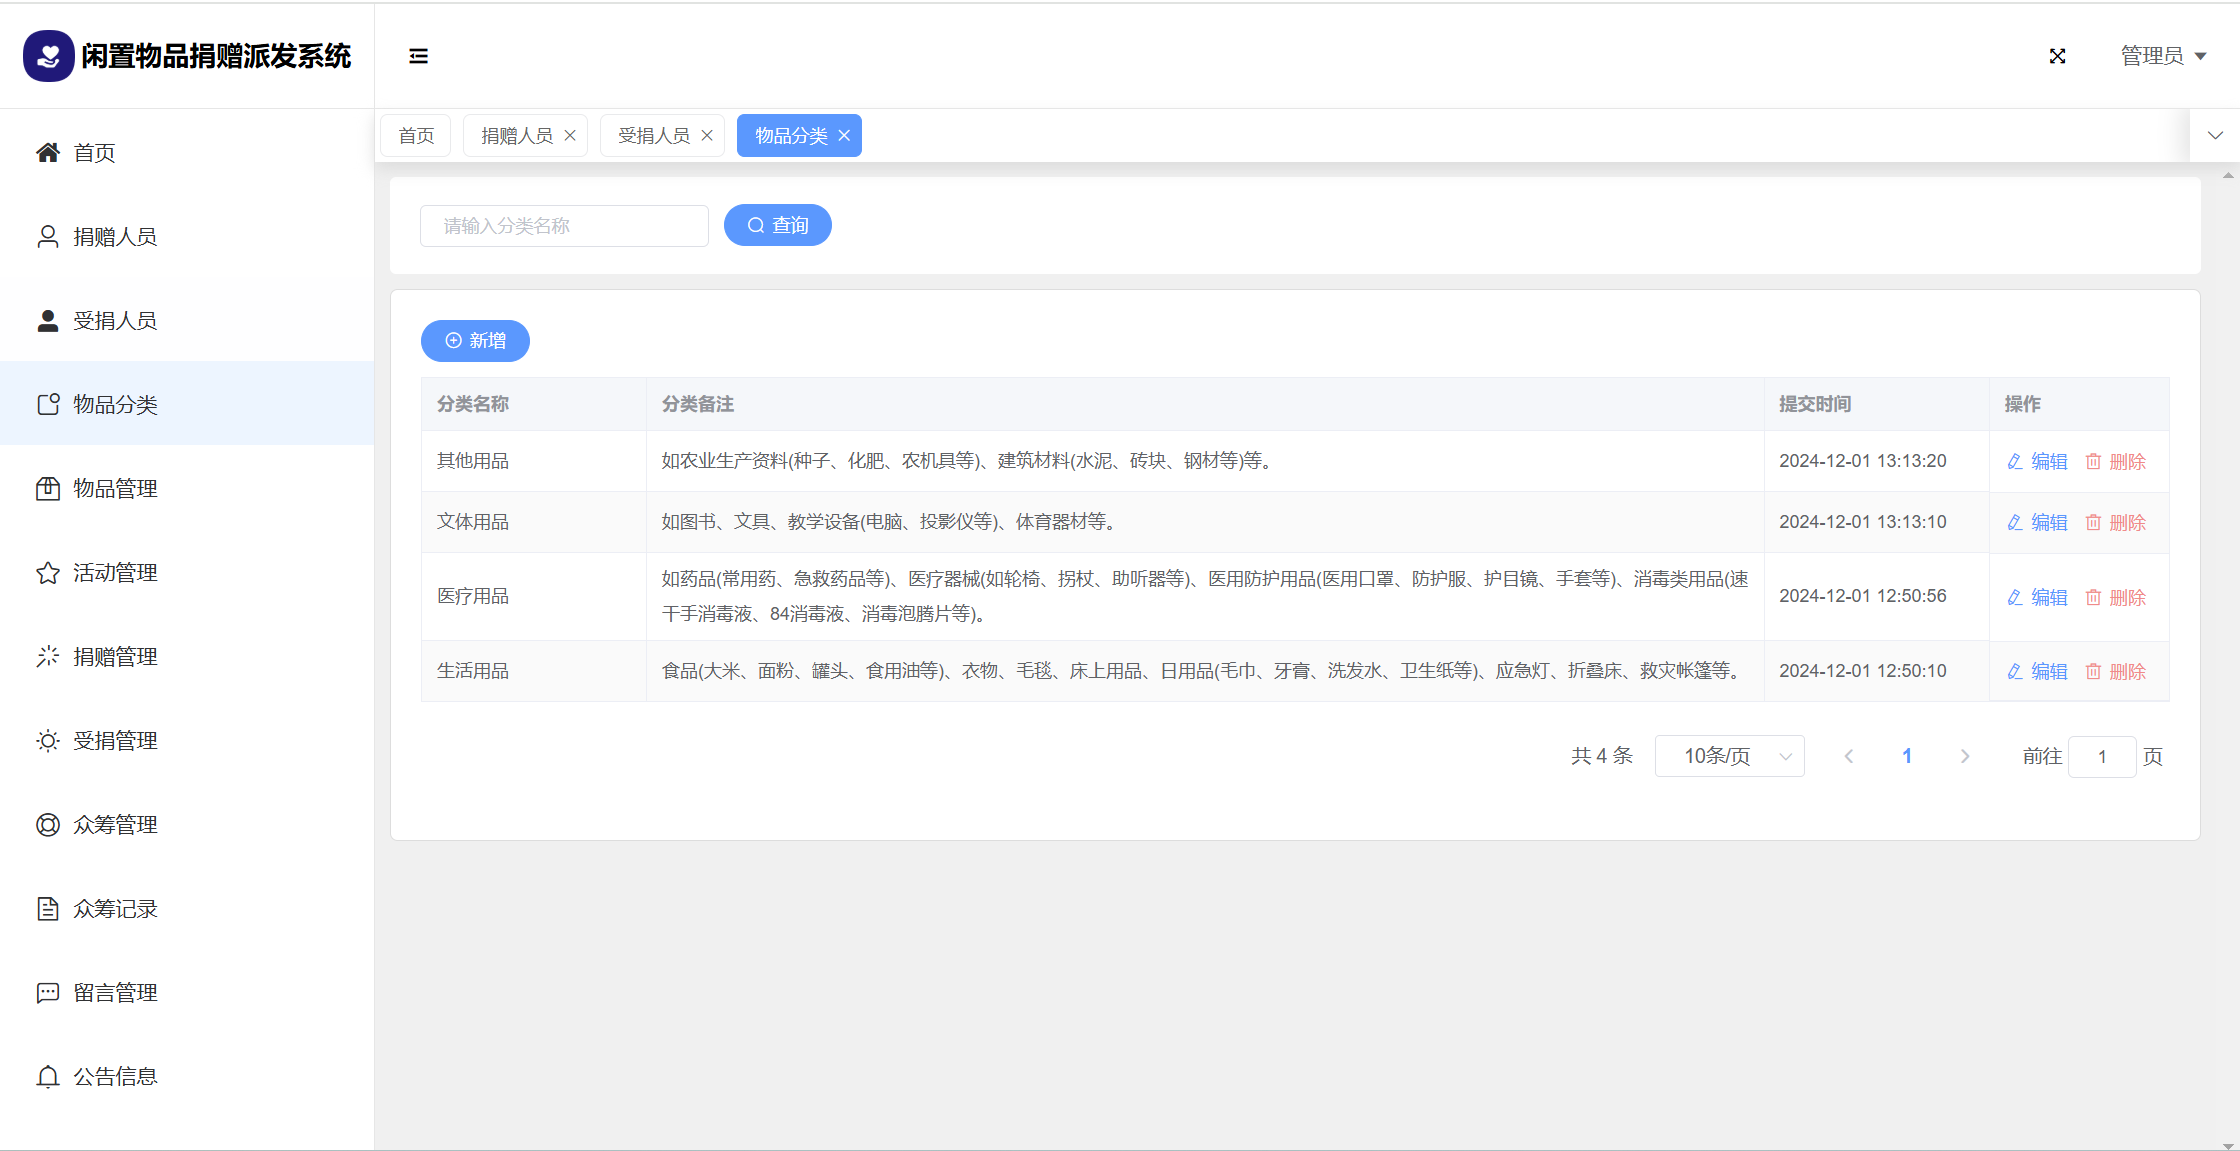 闲置物品捐赠派发系统
管理员
首页
捐赠人员
受捐人员
物品分类
物品管理
活动管理
捐赠管理
受捐管理
众筹管理
众筹记录
留言管理
公告信息
首页 捐赠人员 受捐人员 物品分类
请输入分类名称 查询
新增
分类名称 分类备注 提交时间 操作
其他用品 如农业生产资料(种子、化肥、农机具等)、建筑材料(水泥、砖块、钢材等)等。 2024-12-01 13:13:20 编辑 删除
文体用品 如图书、文具、教学设备(电脑、投影仪等)、体育器材等。 2024-12-01 13:13:10 编辑 删除
医疗用品 如药品(常用药、急救药品等)、医疗器械(如轮椅、拐杖、助听器等)、医用防护用品(医用口罩、防护服、护目镜、手套等)、消毒类用品(速
干手消毒液、84消毒液、消毒泡腾片等)。 2024-12-01 12:50:56 编辑 删除
生活用品 食品(大米、面粉、罐头、食用油等)、衣物、毛毯、床上用品、日用品(毛巾、牙膏、洗发水、卫生纸等)、应急灯、折叠床、救灾帐篷等。 2024-12-01 12:50:10 编辑 删除
共 4 条 10条/页 1 前往 1 页